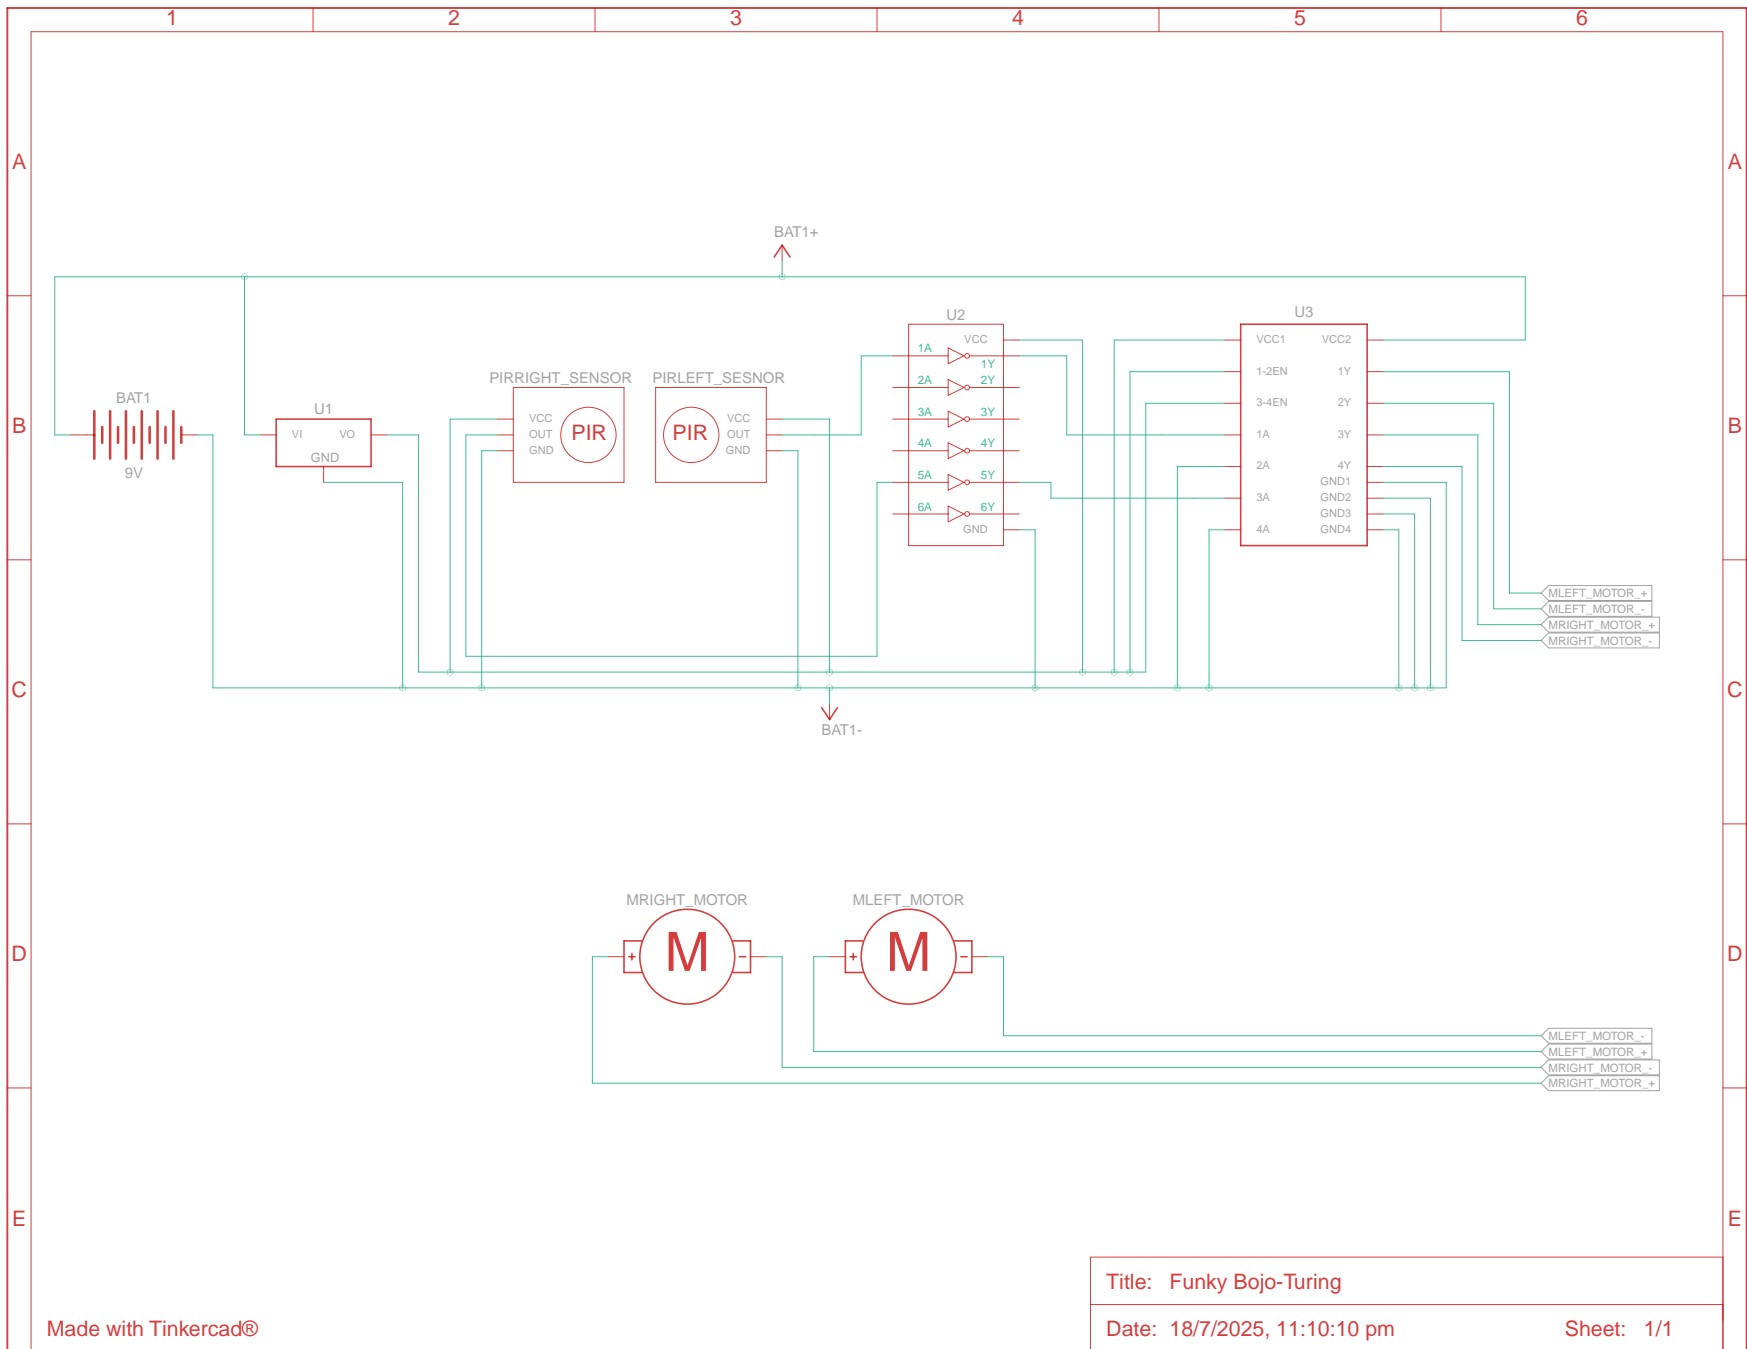 1 2 3 4 5 6
A A
BAT1+
U2 U3
VCC VCC1 VCC2
1A 1Y
PIRRIGHT_SENSOR PIRLEFT_SESNOR
2A 2Y 1-2EN 1Y
BAT1 U1
VCC VCC 3A 3Y 3-4EN 2Y
B VI VO OUT PIR PIR OUT 1A 3Y B
GND GND 4A 4Y
GND 2A 4Y
9V 5A 5Y GND1
3A GND2
6A 6Y GND3
GND 4A GND4
MLEFT_MOTOR_+
MLEFT_MOTOR_-
MRIGHT_MOTOR_+
MRIGHT_MOTOR_-
C C
BAT1-
MRIGHT_MOTOR MLEFT_MOTOR
D + M - + M - D
MLEFT_MOTOR_-
MLEFT_MOTOR_+
MRIGHT_MOTOR_-
MRIGHT_MOTOR_+
E E
Title: Funky Bojo-Turing
Made with Tinkercad® Date: 18/7/2025, 11:10:10 pm Sheet: 1/1